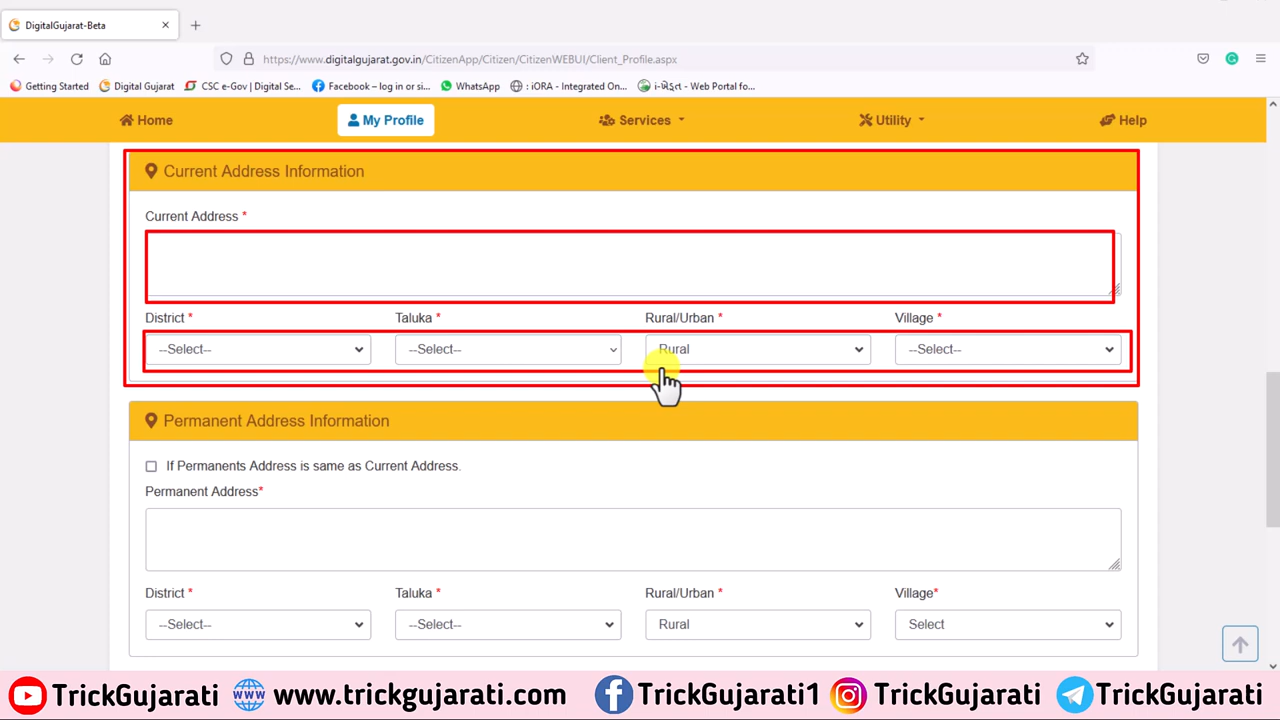 DigitalGujarat-Beta
https://www.digitalgujarat.gov.in/CitizenApp/Citizen/CitizenWEBUI/Client_Profile.aspx
Getting Started Digital Gujarat CSC e-Gov | Digital Se... Facebook – log in or si... WhatsApp : iORA - Integrated On... i-ખેડૂત - Web Portal fo...
Home My Profile Services Utility Help
Current Address Information
Current Address *
District * Taluka * Rural/Urban * Village *
--Select-- --Select-- Rural --Select--
Permanent Address Information
If Permanents Address is same as Current Address.
Permanent Address*
District * Taluka * Rural/Urban * Village*
--Select-- --Select-- Rural Select
TrickGujarati www www.trickgujarati.com TrickGujarati1 TrickGujarati TrickGujarati